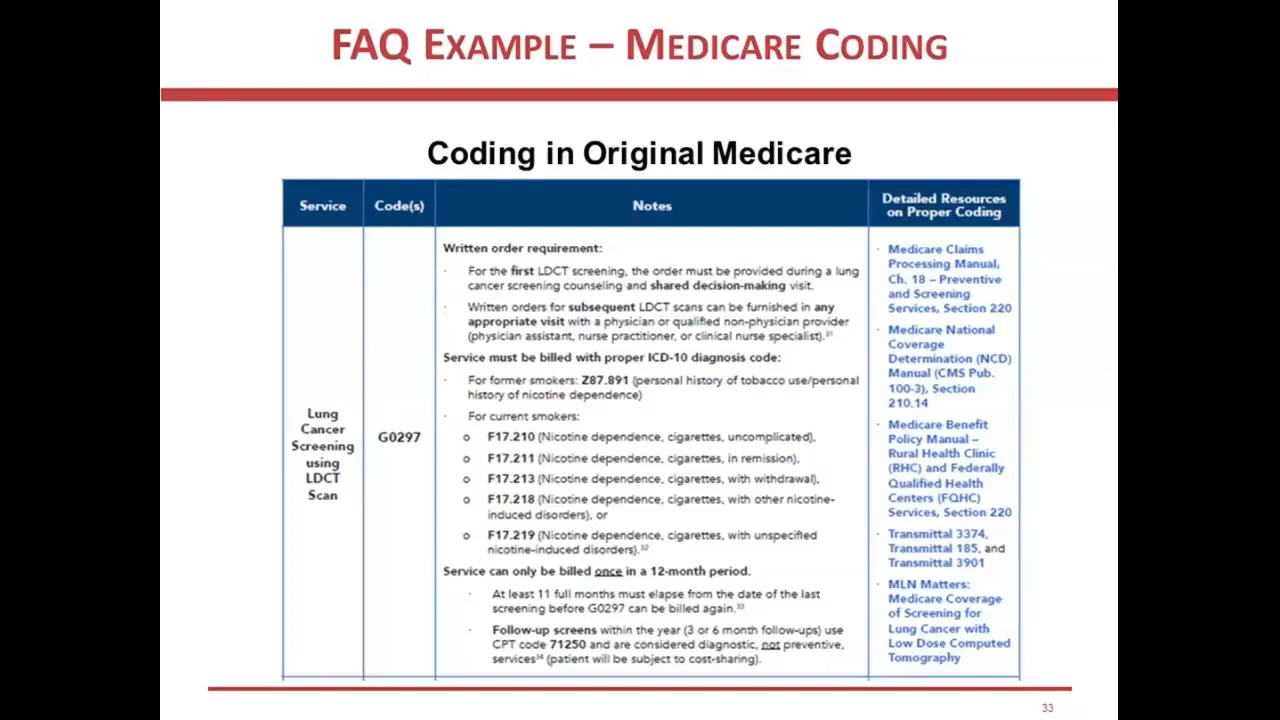 FAQ EXAMPLE – MEDICARE CODING
Coding in Original Medicare
Service
Code(s)
Notes
Detailed Resources
on Proper Coding
Lung
Cancer
Screening
using
LDCT
Scan
G0297
Written order requirement:
· For the first LDCT screening, the order must be provided during a lung
cancer screening counseling and shared decision-making visit.
· Written orders for subsequent LDCT scans can be furnished in any
appropriate visit with a physician or qualified non-physician provider
(physician assistant, nurse practitioner, or clinical nurse specialist).31
Service must be billed with proper ICD-10 diagnosis code:
· For former smokers: Z87.891 (personal history of tobacco use/personal
history of nicotine dependence)
· For current smokers:
o F17.210 (Nicotine dependence, cigarettes, uncomplicated),
o F17.211 (Nicotine dependence, cigarettes, in remission),
o F17.213 (Nicotine dependence, cigarettes, with withdrawal),
o F17.218 (Nicotine dependence, cigarettes, with other nicotine-
induced disorders), or
o F17.219 (Nicotine dependence, cigarettes, with unspecified
nicotine-induced disorders).32
Service can only be billed once in a 12-month period.
· At least 11 full months must elapse from the date of the last
screening before G0297 can be billed again.33
· Follow-up screens within the year (3 or 6 month follow-ups) use
CPT code 71250 and are considered diagnostic, not preventive,
services34 (patient will be subject to cost-sharing).
· Medicare Claims
Processing Manual,
Ch. 18 – Preventive
and Screening
Services, Section 220
· Medicare National
Coverage
Determination (NCD)
Manual (CMS Pub.
100-3), Section
210.14
· Medicare Benefit
Policy Manual –
Rural Health Clinic
(RHC) and Federally
Qualified Health
Centers (FQHC)
Services, Section 220
· Transmittal 3374,
Transmittal 185, and
Transmittal 3901
· MLN Matters:
Medicare Coverage
of Screening for
Lung Cancer with
Low Dose Computed
Tomography
33